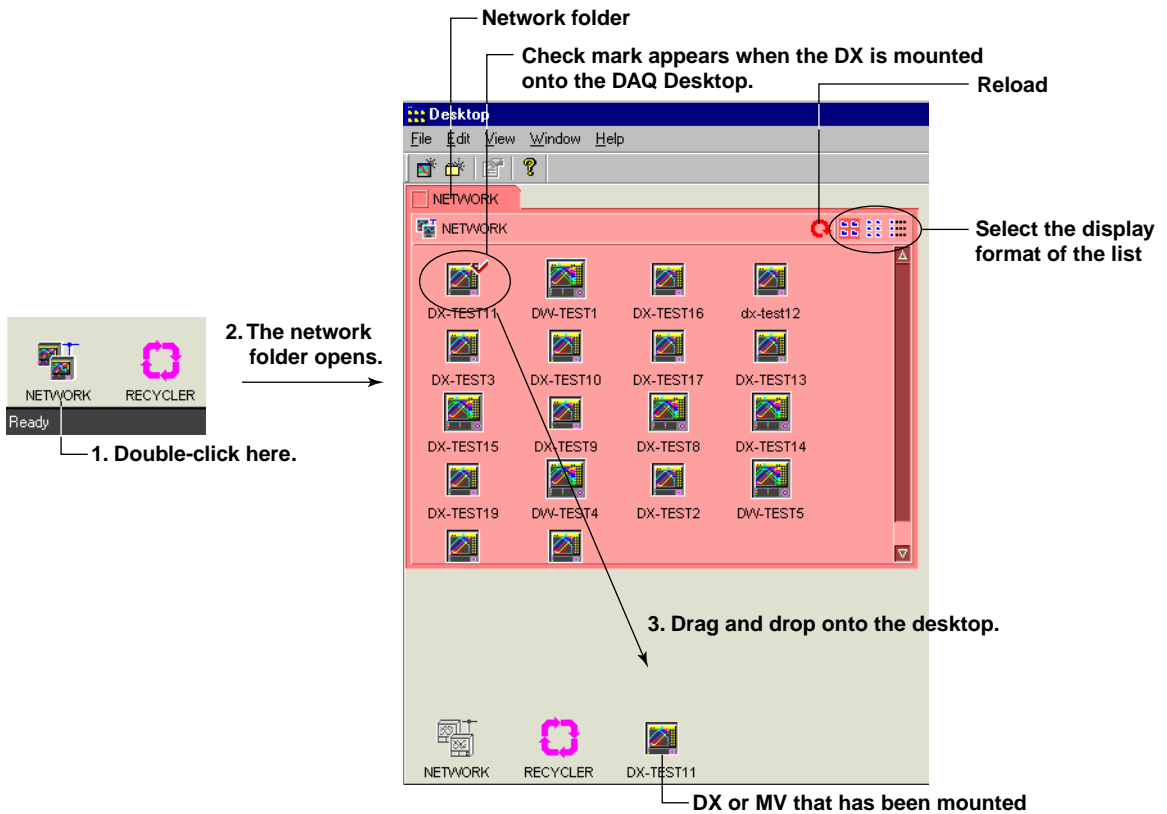 Network folder
Check mark appears when the DX is mounted
onto the DAQ Desktop.
Reload
Desktop
File Edit View Window Help
NETWORK
NETWORK
Select the display
format of the list
DX-TEST11 DW-TEST1 DX-TEST16 dx-test12
DX-TEST3 DX-TEST10 DX-TEST17 DX-TEST13
DX-TEST15 DX-TEST9 DX-TEST8 DX-TEST14
DX-TEST19 DW-TEST4 DX-TEST2 DW-TEST5
NETWORK RECYCLER
Ready
1. Double-click here.
2. The network
folder opens.
3. Drag and drop onto the desktop.
NETWORK RECYCLER DX-TEST11
DX or MV that has been mounted